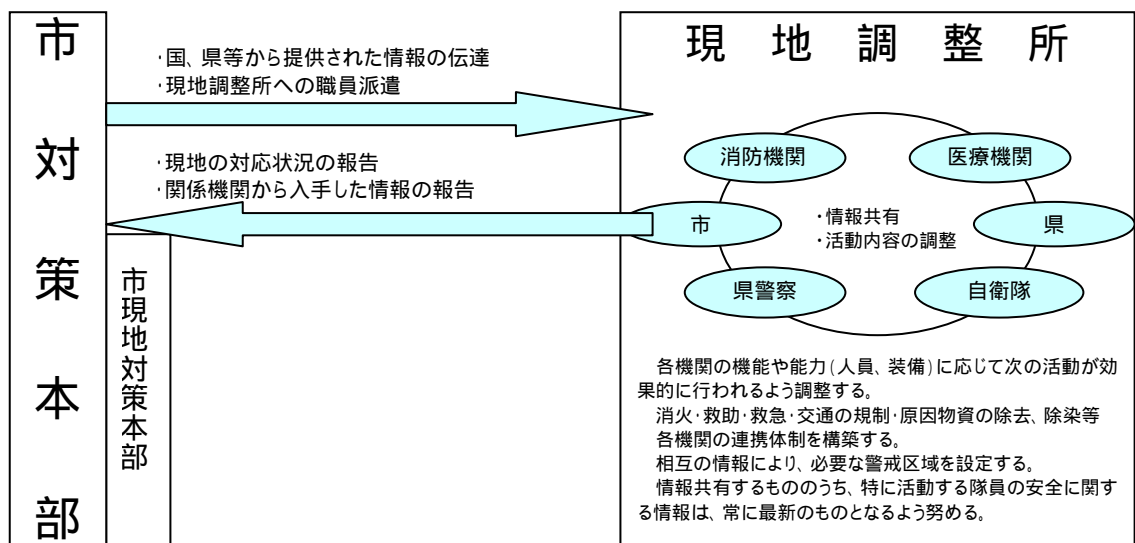 市対策本部
・国、県等から提供された情報の伝達
・現地調整所への職員派遣
・現地の対応状況の報告
・関係機関から入手した情報の報告
市現地対策本部
現地調整所
消防機関
医療機関
市
・情報共有
・活動内容の調整
県
県警察
自衛隊
各機関の機能や能力(人員、装備)に応じて次の活動が効
果的に行われるよう調整する。
消火・救助・救急・交通の規制・原因物資の除去、除染等
各機関の連携体制を構築する。
相互の情報により、必要な警戒区域を設定する。
情報共有するもののうち、特に活動する隊員の安全に関す
る情報は、常に最新のものとなるよう努める。